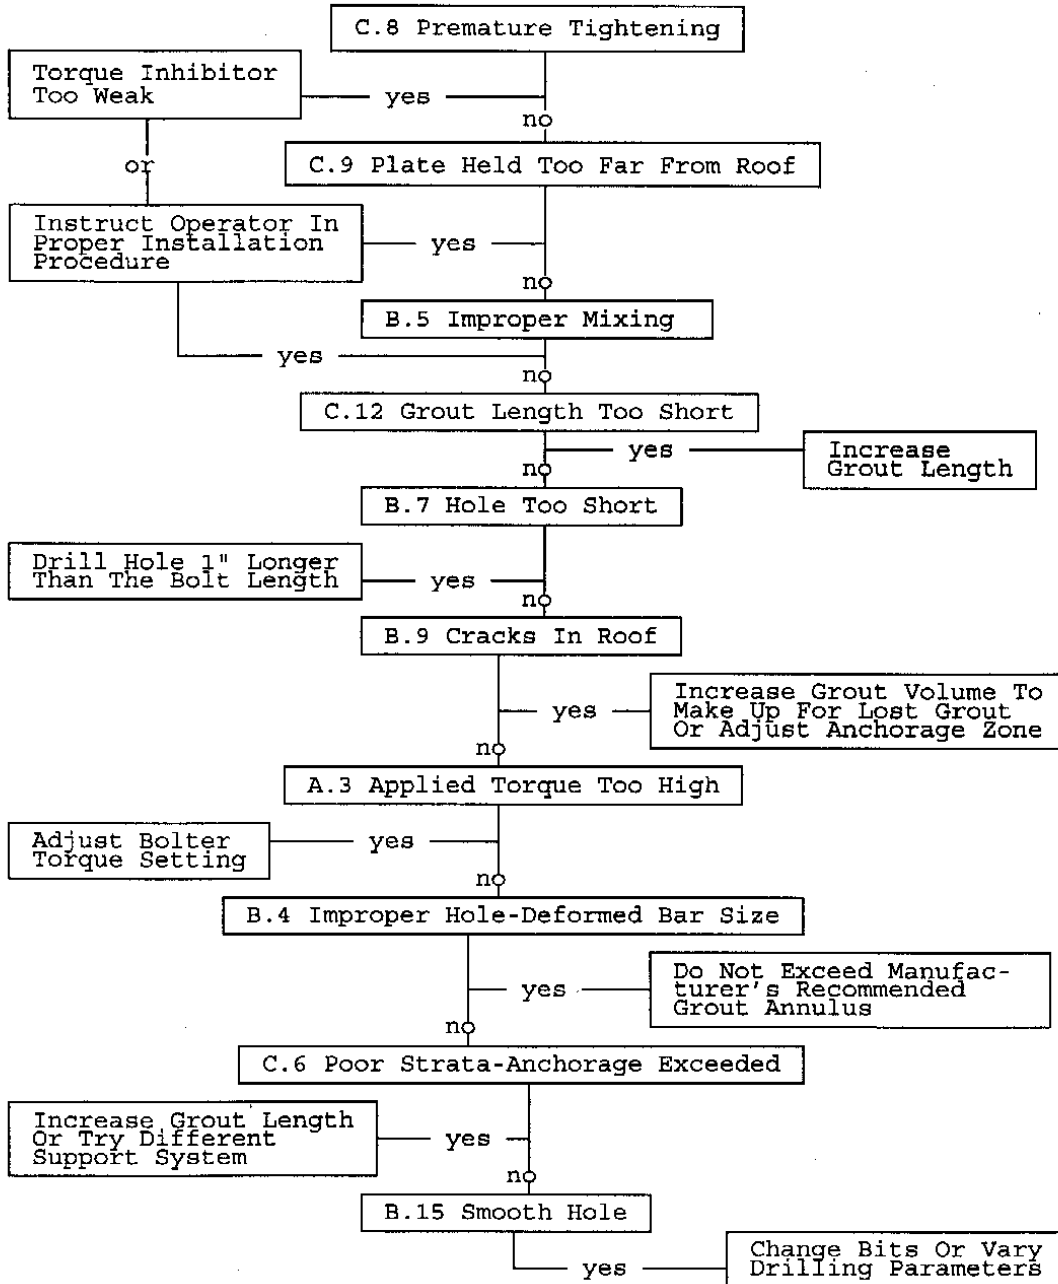 C.8 Premature Tightening
Torque Inhibitor
Too Weak
yes
no
or
C.9 Plate Held Too Far From Roof
Instruct Operator In
Proper Installation
Procedure
yes
no
B.5 Improper Mixing
yes
no
C.12 Grout Length Too Short
yes
Increase
Grout Length
no
B.7 Hole Too Short
Drill Hole 1" Longer
Than The Bolt Length
yes
no
B.9 Cracks In Roof
yes
Increase Grout Volume To
Make Up For Lost Grout
Or Adjust Anchorage Zone
no
A.3 Applied Torque Too High
Adjust Bolter
Torque Setting
yes
no
B.4 Improper Hole-Deformed Bar Size
yes
Do Not Exceed Manufac-
turer's Recommended
Grout Annulus
no
C.6 Poor Strata-Anchorage Exceeded
Increase Grout Length
Or Try Different
Support System
yes
no
B.15 Smooth Hole
yes
Change Bits Or Vary
Drilling Parameters